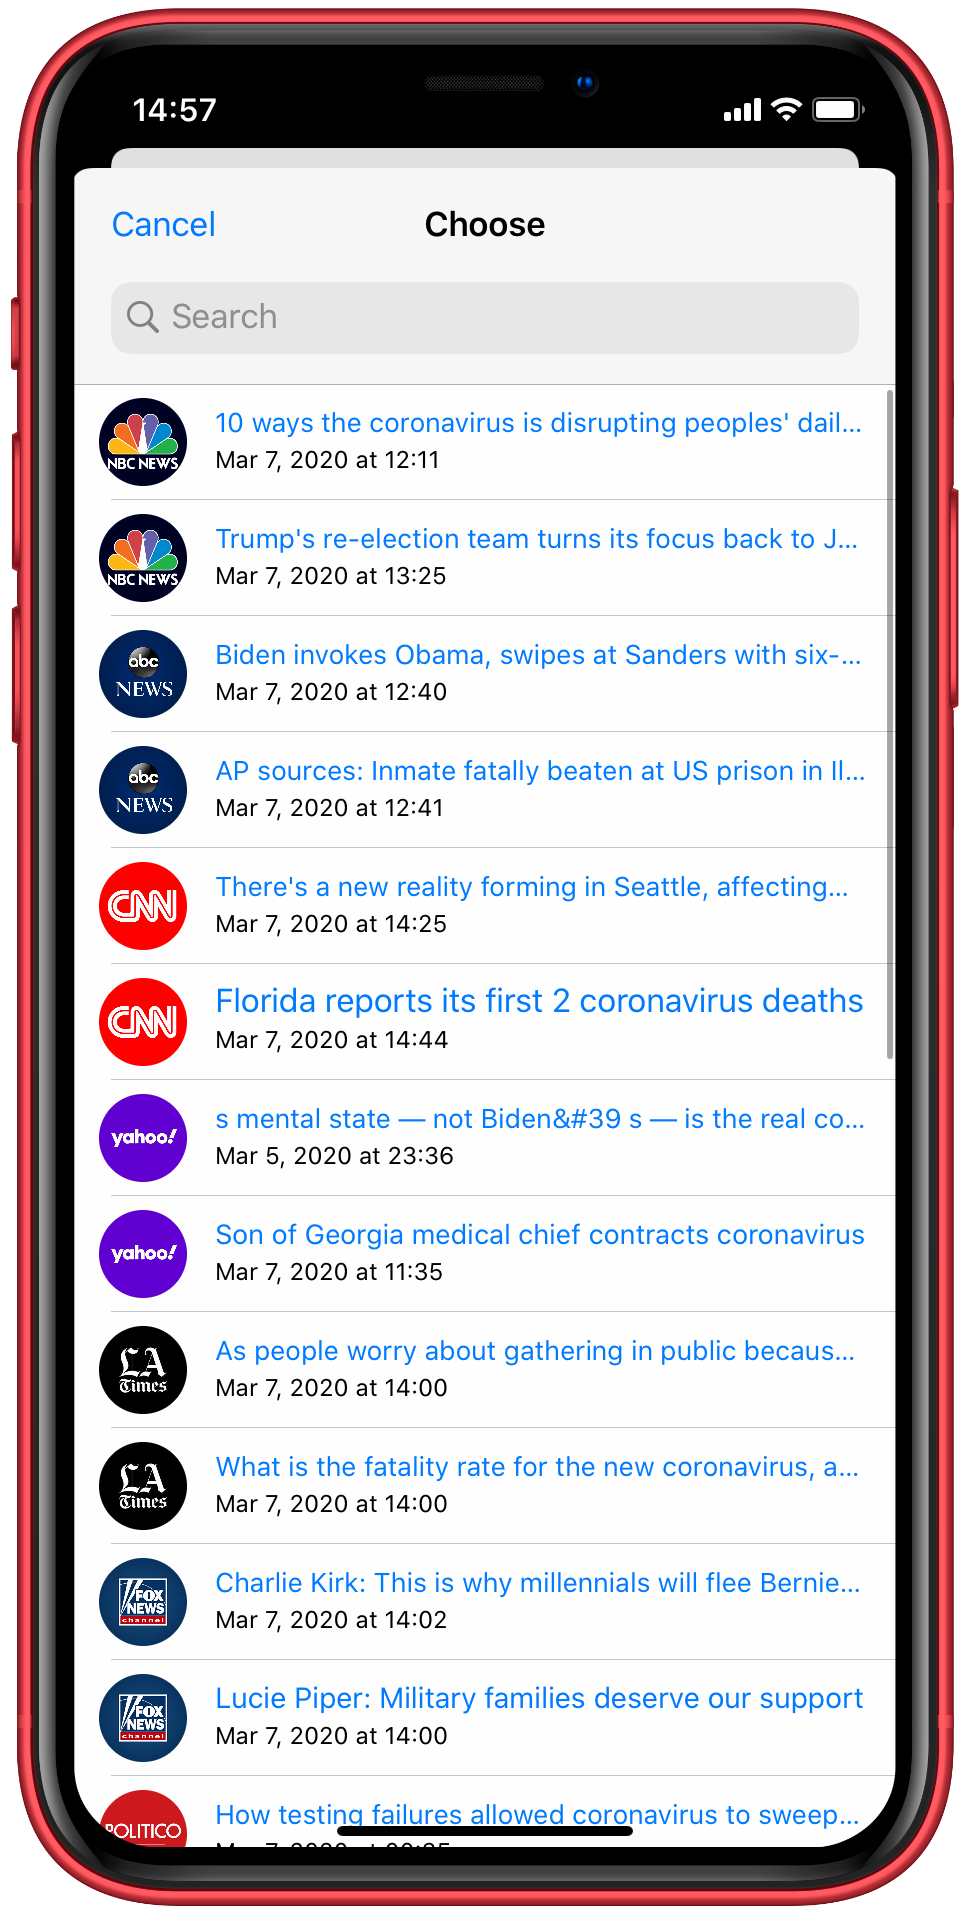 14:57
Cancel
Choose
Search
NBC NEWS
10 ways the coronavirus is disrupting peoples' dail...
Mar 7, 2020 at 12:11
NBC NEWS
Trump's re-election team turns its focus back to J...
Mar 7, 2020 at 13:25
abc
NEWS
Biden invokes Obama, swipes at Sanders with six-...
Mar 7, 2020 at 12:40
abc
NEWS
AP sources: Inmate fatally beaten at US prison in Il...
Mar 7, 2020 at 12:41
CNN
There's a new reality forming in Seattle, affecting...
Mar 7, 2020 at 14:25
CNN
Florida reports its first 2 coronavirus deaths
Mar 7, 2020 at 14:44
yahoo!
s mental state — not Biden&#39 s — is the real co...
Mar 5, 2020 at 23:36
yahoo!
Son of Georgia medical chief contracts coronavirus
Mar 7, 2020 at 11:35
LA
Times
As people worry about gathering in public becaus...
Mar 7, 2020 at 14:00
LA
Times
What is the fatality rate for the new coronavirus, a...
Mar 7, 2020 at 14:00
FOX
NEWS
channel
Charlie Kirk: This is why millennials will flee Bernie...
Mar 7, 2020 at 14:02
FOX
NEWS
channel
Lucie Piper: Military families deserve our support
Mar 7, 2020 at 14:00
POLITICO
How testing failures allowed coronavirus to sweep...